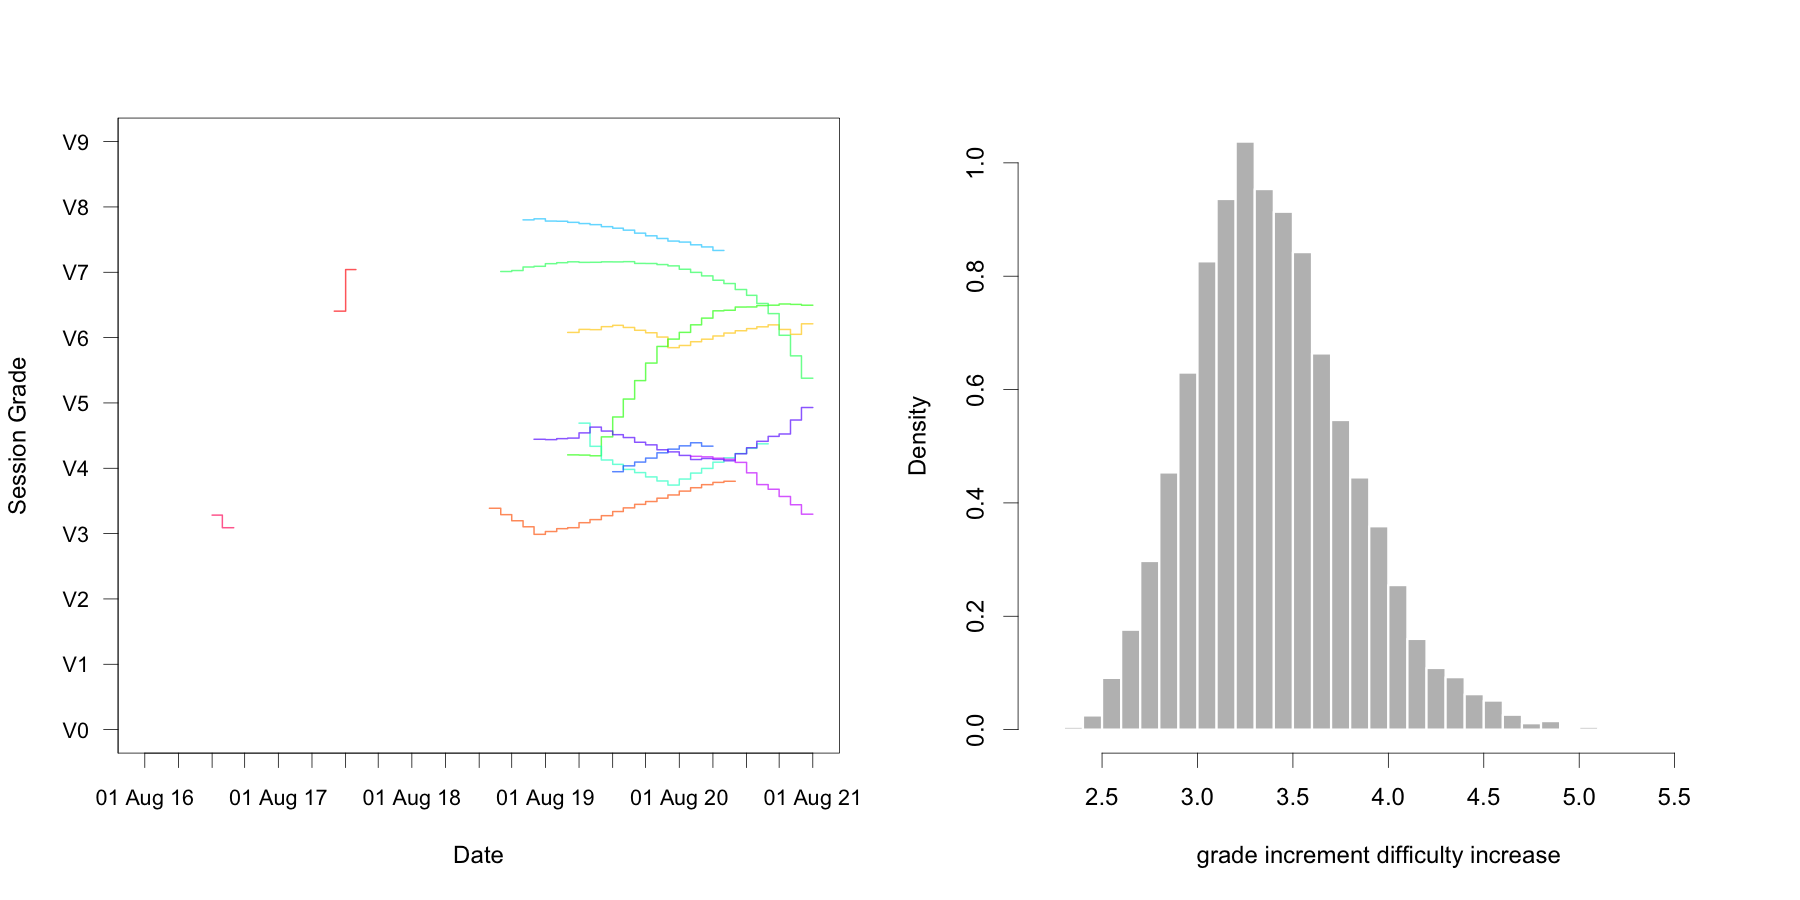 V9
V8
V7
V6
V5
V4
V3
V2
V1
V0
Session Grade
01 Aug 16 01 Aug 17 01 Aug 18 01 Aug 19 01 Aug 20 01 Aug 21
Date
1.0
0.8
0.6
0.4
0.2
0.0
Density
2.5 3.0 3.5 4.0 4.5 5.0 5.5
grade increment difficulty increase